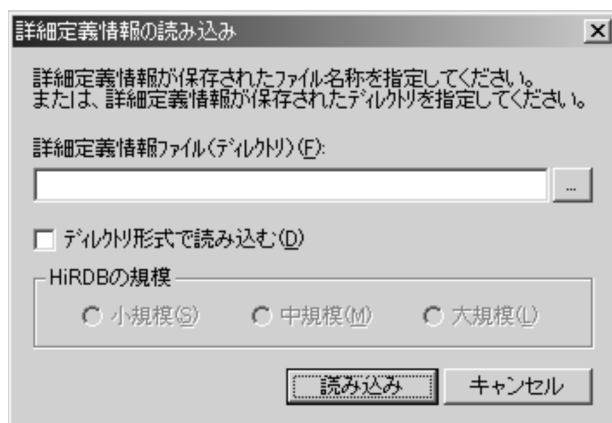 詳細定義情報の読み込み
詳細定義情報が保存されたファイル名称を指定してください。
または、詳細定義情報が保存されたディレクトリを指定してください。
詳細定義情報ファイル(ディレクトリ)(F):
...
ディレクトリ形式で読み込む(D)
HiRDBの規模
小規模(S) 中規模(M) 大規模(L)
読み込み キャンセル